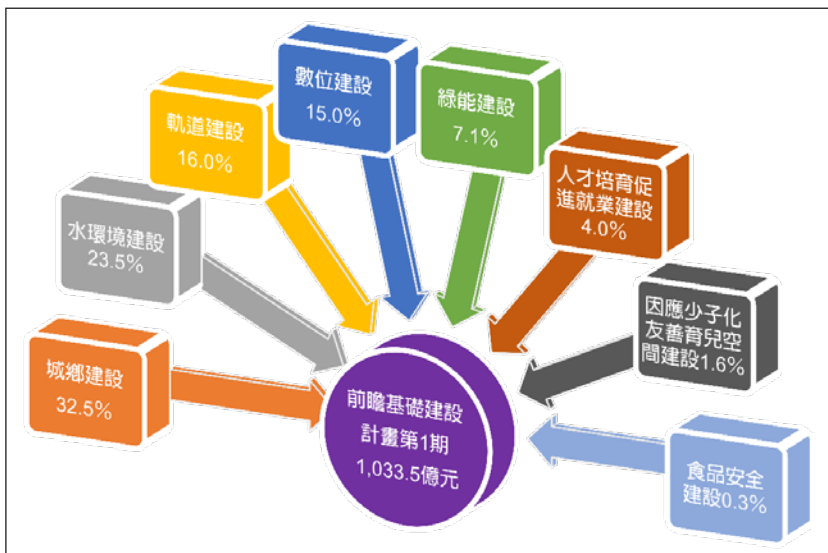 城鄉建設
32.5%
水環境建設
23.5%
軌道建設
16.0%
數位建設
15.0%
綠能建設
7.1%
人才培育促
進就業建設
4.0%
因應少子化
友善育兒空
間建設1.6%
食品安全
建設0.3%
前瞻基礎建設
計畫第1期
1,033.5億元